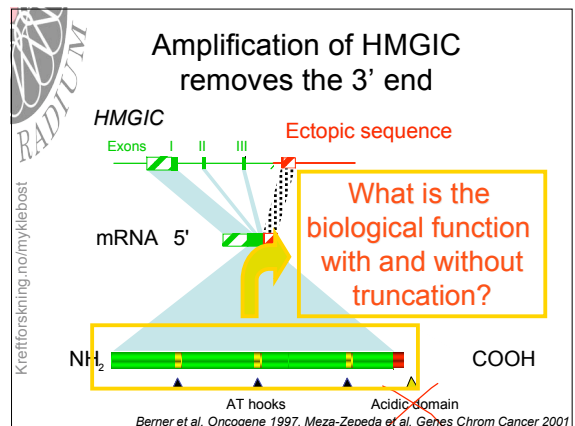 Amplification of HMGIC
removes the 3' end
RADIUM
Kreftforskning.no/myklebost
HMGIC
Exons I II III
Ectopic sequence
What is the
biological function
with and without
truncation?
mRNA 5'
NH2 COOH
AT hooks Acidic domain
Berner et al, Oncogene 1997, Meza-Zepeda et al, Genes Chrom Cancer 2001